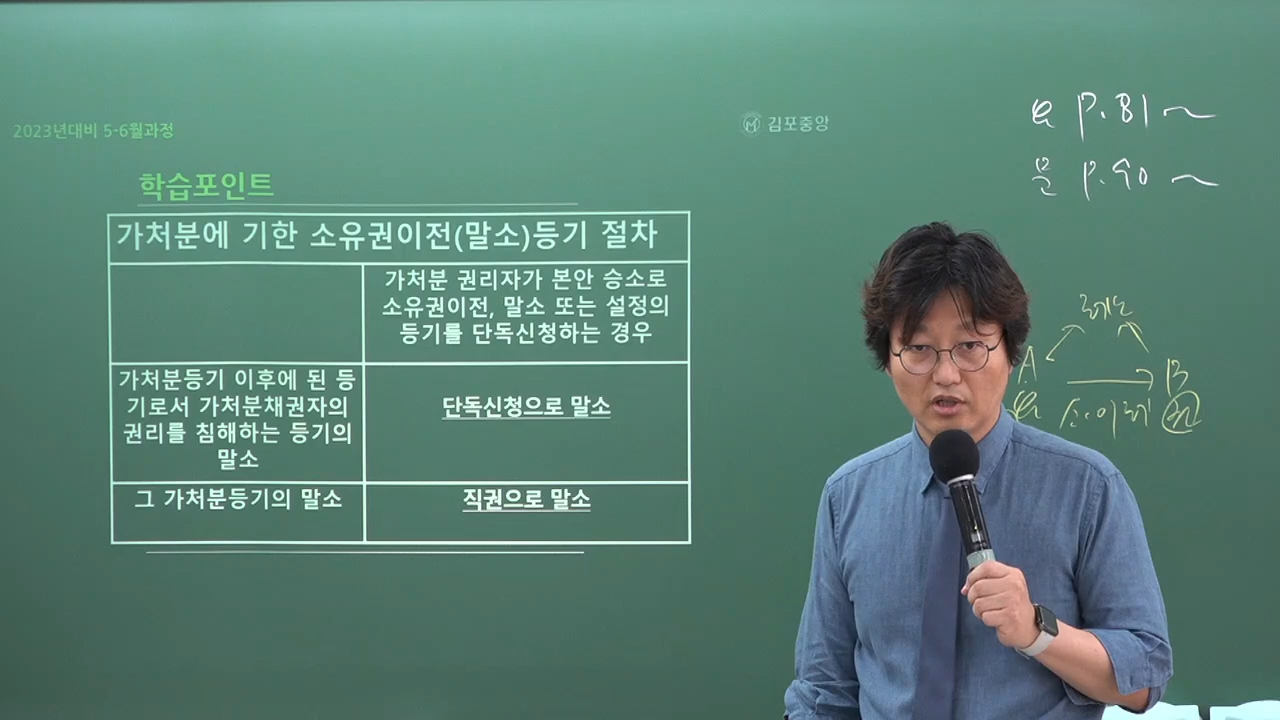 2023년대비 5-6월과정
김포중앙
학습포인트
가처분에 기한 소유권이전(말소)등기 절차
가처분 권리자가 본안 승소로
소유권이전, 말소 또는 설정의
등기를 단독신청하는 경우
가처분등기 이후에 된 등
기로서 가처분채권자의
권리를 침해하는 등기의
말소
단독신청으로 말소
그 가처분등기의 말소
직권으로 말소
P.81~
문 P.90~
A
B